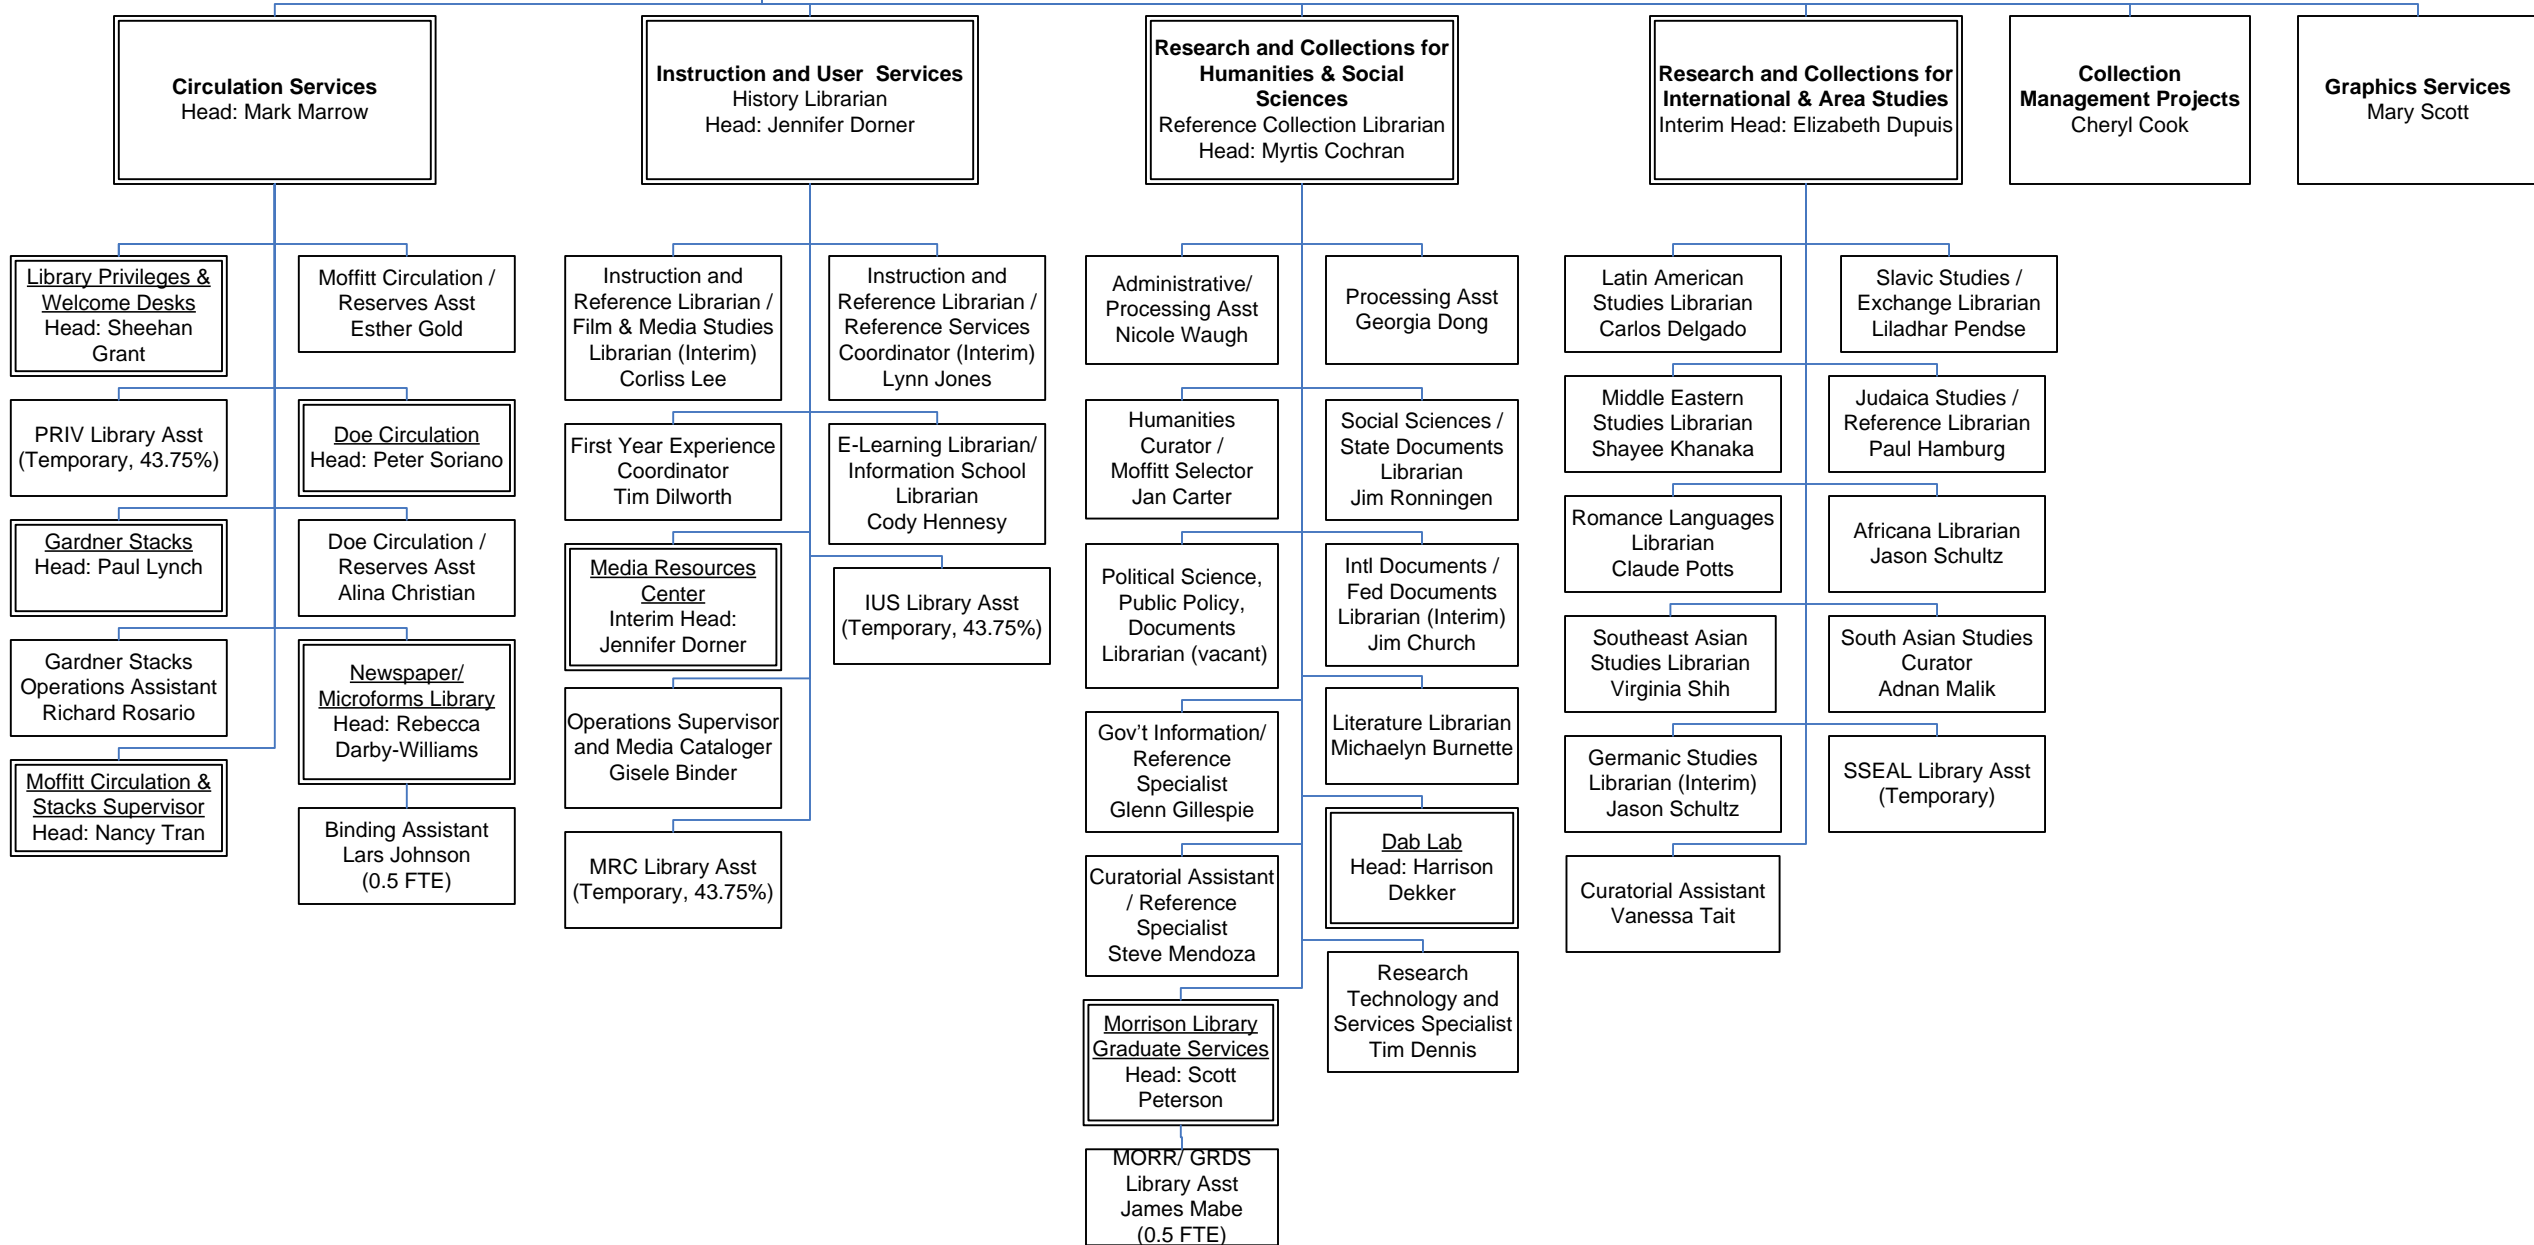 Circulation Services
Head: Mark Marrow
Instruction and User  Services
History Librarian
Head: Jennifer Dorner
Research and Collections for
Humanities & Social
Sciences
Reference Collection Librarian
Head: Myrtis Cochran
Research and Collections for
International & Area Studies
Interim Head: Elizabeth Dupuis
Collection
Management Projects
Cheryl Cook
Graphics Services
Mary Scott
Library Privileges &
Welcome Desks
Head: Sheehan
Grant
Moffitt Circulation /
Reserves Asst
Esther Gold
PRIV Library Asst
(Temporary, 43.75%)
Doe Circulation
Head: Peter Soriano
Gardner Stacks
Head: Paul Lynch
Doe Circulation /
Reserves Asst
Alina Christian
Gardner Stacks
Operations Assistant
Richard Rosario
Newspaper/
Microforms Library
Head: Rebecca
Darby-Williams
Moffitt Circulation &
Stacks Supervisor
Head: Nancy Tran
Binding Assistant
Lars Johnson
(0.5 FTE)
Instruction and
Reference Librarian /
Film & Media Studies
Librarian (Interim)
Corliss Lee
Instruction and
Reference Librarian /
Reference Services
Coordinator (Interim)
Lynn Jones
First Year Experience
Coordinator
Tim Dilworth
E-Learning Librarian/
Information School
Librarian
Cody Hennesy
Media Resources
Center
Interim Head:
Jennifer Dorner
IUS Library Asst
(Temporary, 43.75%)
Operations Supervisor
and Media Cataloger
Gisele Binder
MRC Library Asst
(Temporary, 43.75%)
Administrative/
Processing Asst
Nicole Waugh
Processing Asst
Georgia Dong
Humanities
Curator /
Moffitt Selector
Jan Carter
Social Sciences /
State Documents
Librarian
Jim Ronningen
Political Science,
Public Policy,
Documents
Librarian (vacant)
Intl Documents /
Fed Documents
Librarian (Interim)
Jim Church
Gov’t Information/
Reference
Specialist
Glenn Gillespie
Literature Librarian
Michaelyn Burnette
Curatorial Assistant
/ Reference
Specialist
Steve Mendoza
Dab Lab
Head: Harrison
Dekker
Morrison Library
Graduate Services
Head: Scott
Peterson
Research
Technology and
Services Specialist
Tim Dennis
MORR/ GRDS
Library Asst
James Mabe
(0.5 FTE)
Latin American
Studies Librarian
Carlos Delgado
Slavic Studies /
Exchange Librarian
Liladhar Pendse
Middle Eastern
Studies Librarian
Shayee Khanaka
Judaica Studies /
Reference Librarian
Paul Hamburg
Romance Languages
Librarian
Claude Potts
Africana Librarian
Jason Schultz
Southeast Asian
Studies Librarian
Virginia Shih
South Asian Studies
Curator
Adnan Malik
Germanic Studies
Librarian (Interim)
Jason Schultz
SSEAL Library Asst
(Temporary)
Curatorial Assistant
Vanessa Tait